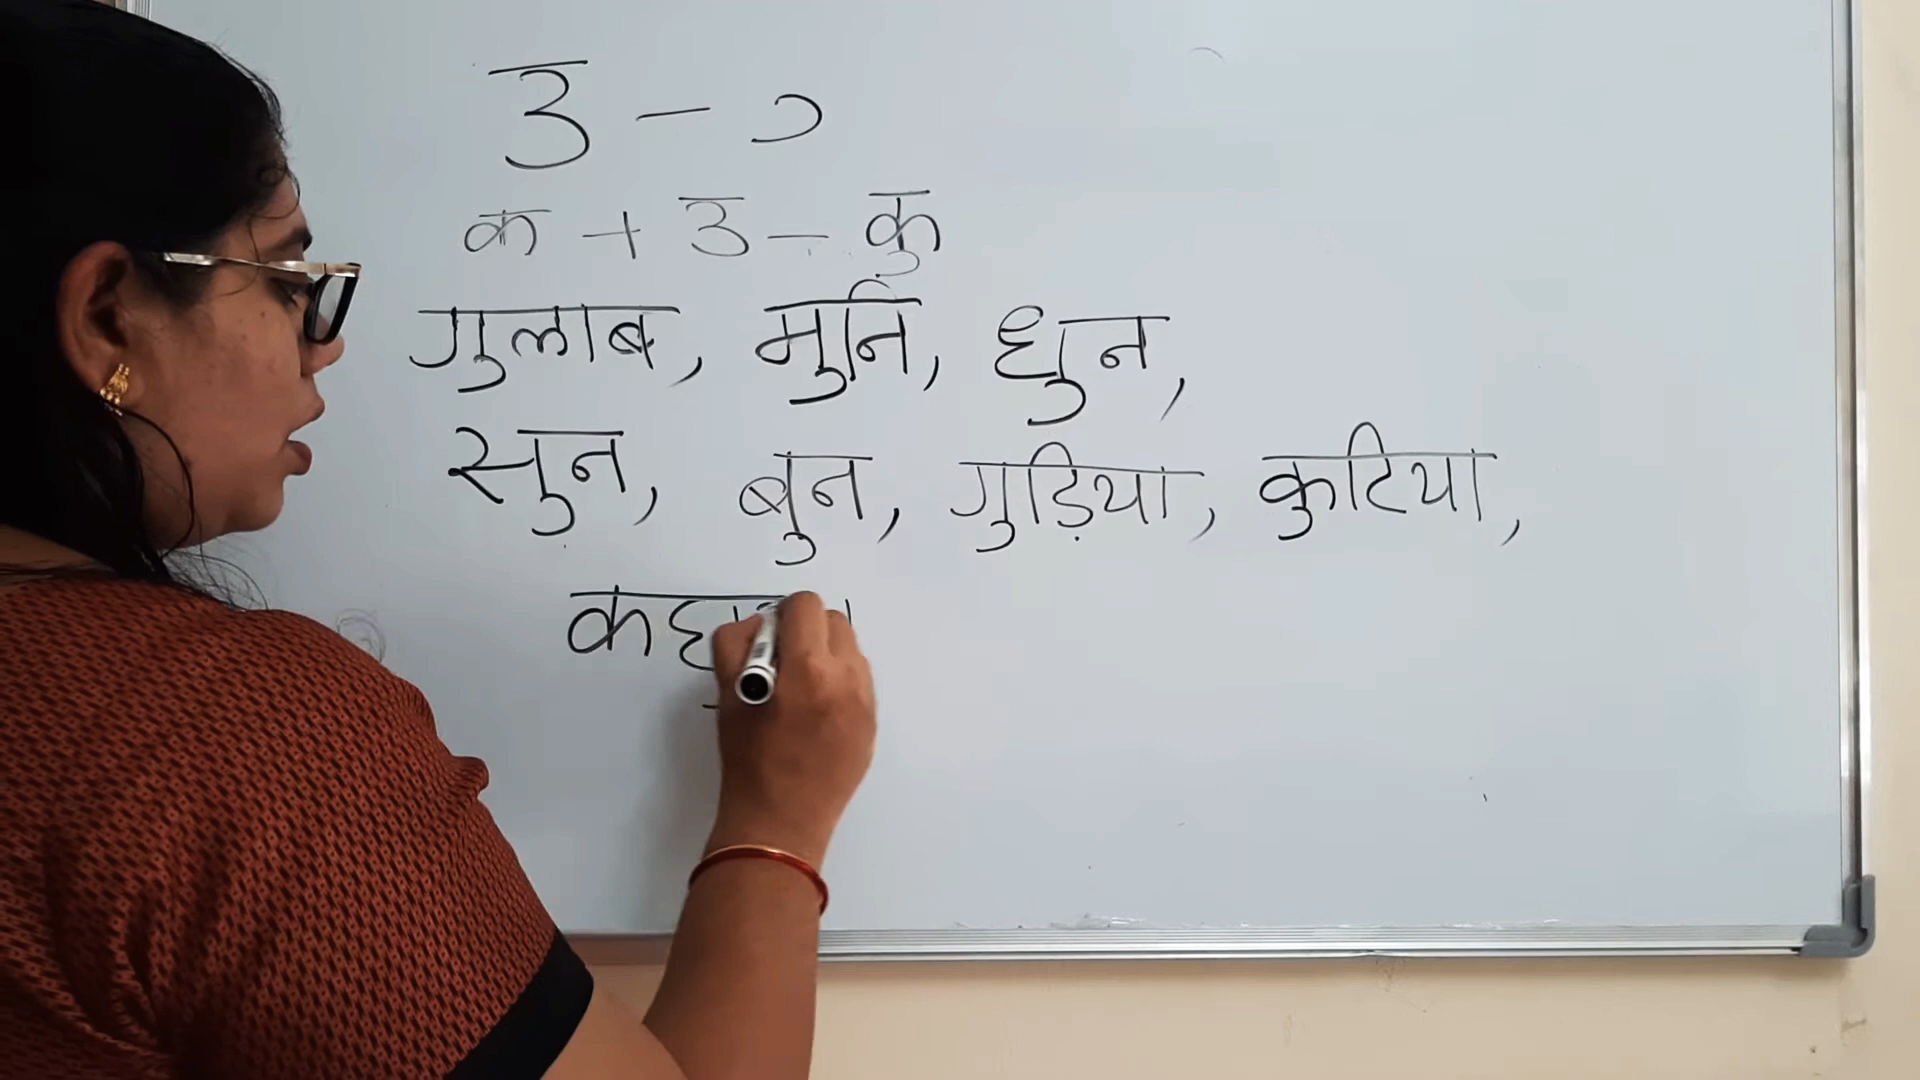 उ - ु
क + उ - कु
गुलाब, मुनि, धुन,
सुन, बुन, गुड़िया, कुटिया,